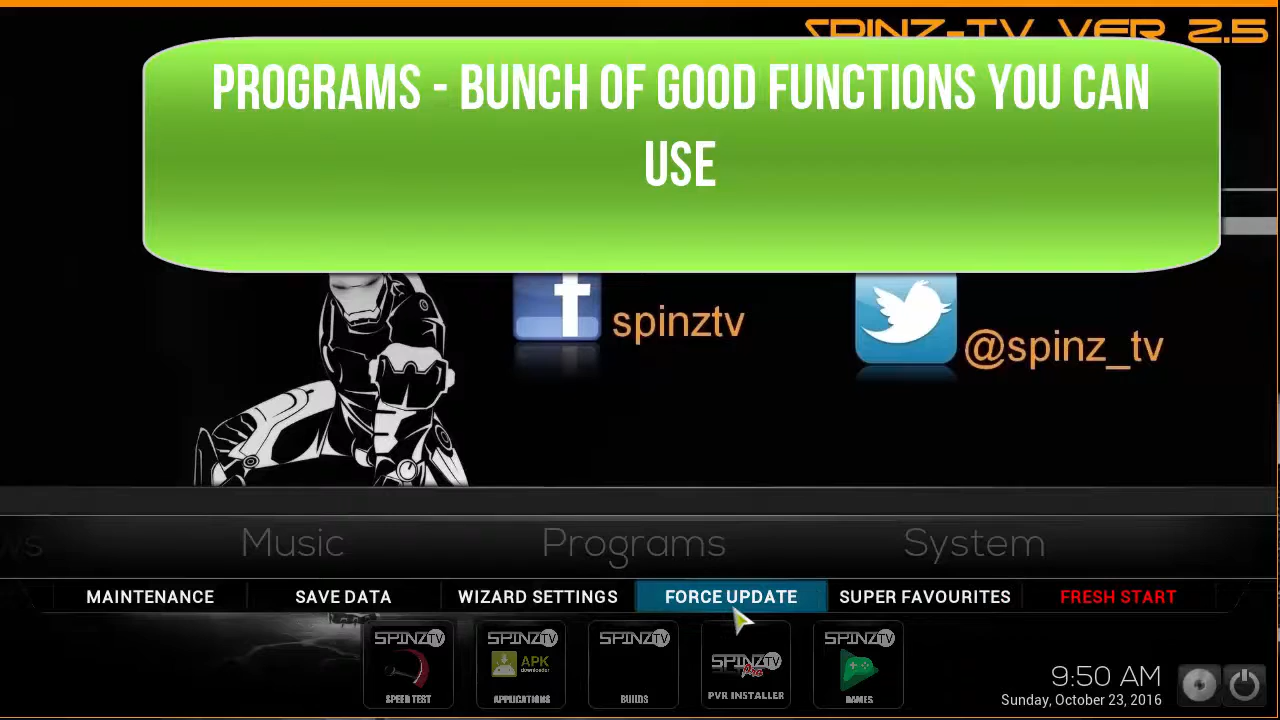 SPINZ-TV VER 2.5
PROGRAMS - BUNCH OF GOOD FUNCTIONS YOU CAN
USE
f spinztv
@spinz_tv
ws Music Programs System
MAINTENANCE SAVE DATA WIZARD SETTINGS FORCE UPDATE SUPER FAVOURITES FRESH START
SPINZTV SPINZTV SPINZTV SPINZTV SPINZTV
APK
downloader
SPEED TEST APPLICATIONS BUILDS PVR INSTALLER GAMES
9:50 AM
Sunday, October 23, 2016